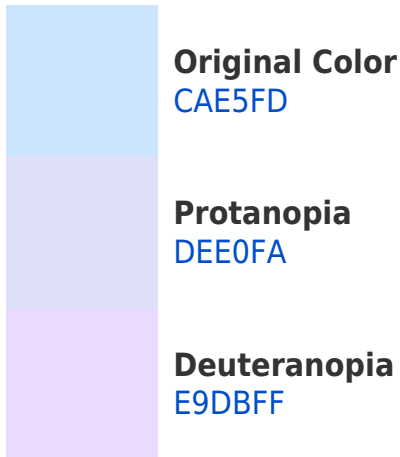 Original Color
CAE5FD
Protanopia
DEE0FA
Deuteranopia
E9DBFF